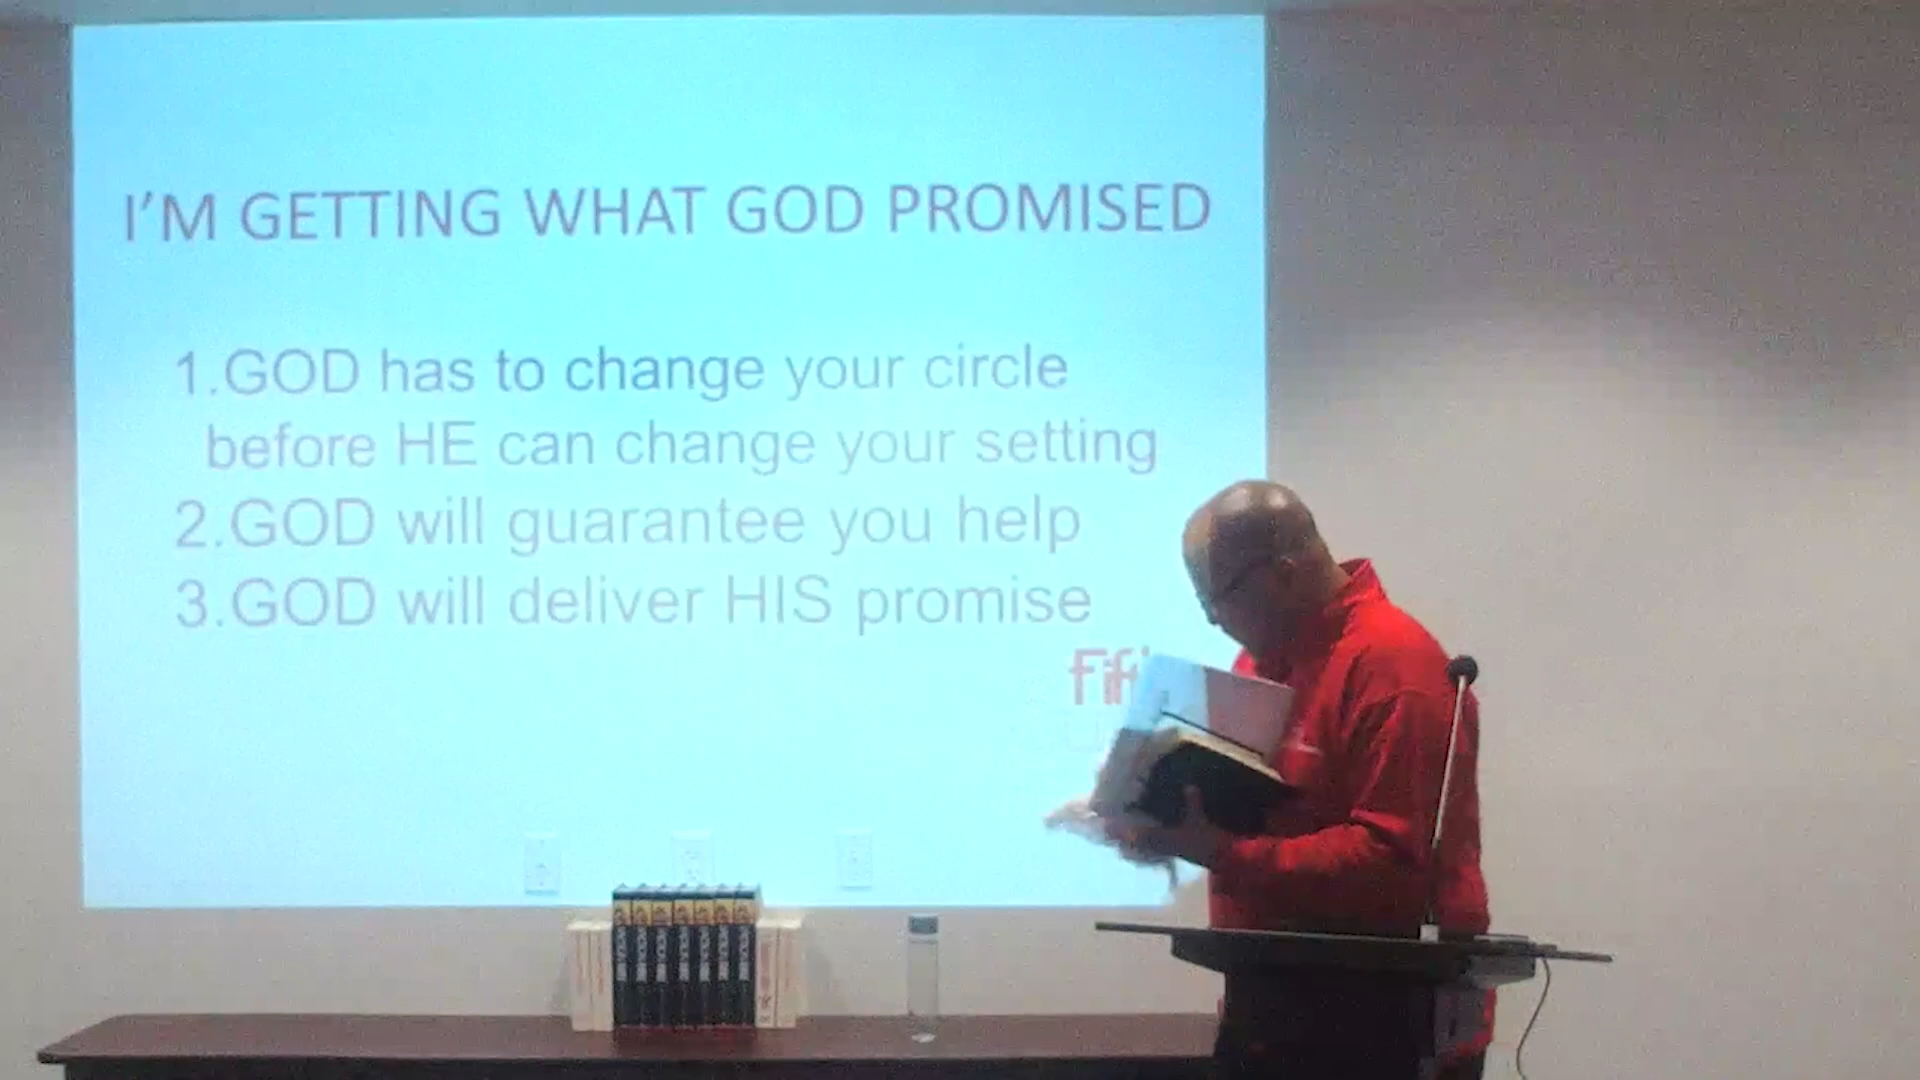 I'M GETTING WHAT GOD PROMISED
1.GOD has to change your circle
before HE can change your setting
2.GOD will guarantee you help
3.GOD will deliver HIS promise